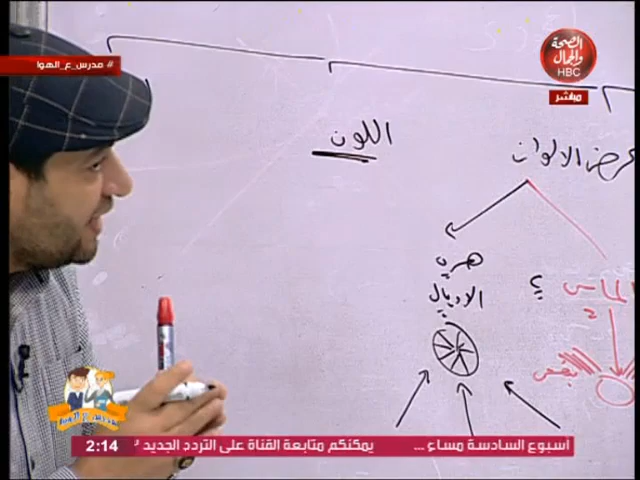 # مدرس_ع_الهوا
الصحة
والجمال
HBC
مباشر
اللون
عرض الالوان
الماس
الاوبال
2:14
يمكنكم متابعة القناة على التردد الجديد
أسبوع السادسة مساء ...